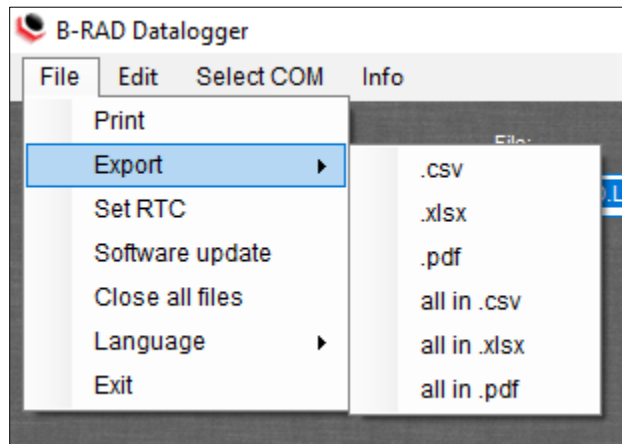 B-RAD Datalogger
File Edit Select COM Info
Print
Export
Set RTC
Software update
Close all files
Language
Exit
File:
.csv
.xlsx
.pdf
all in .csv
all in .xlsx
all in .pdf